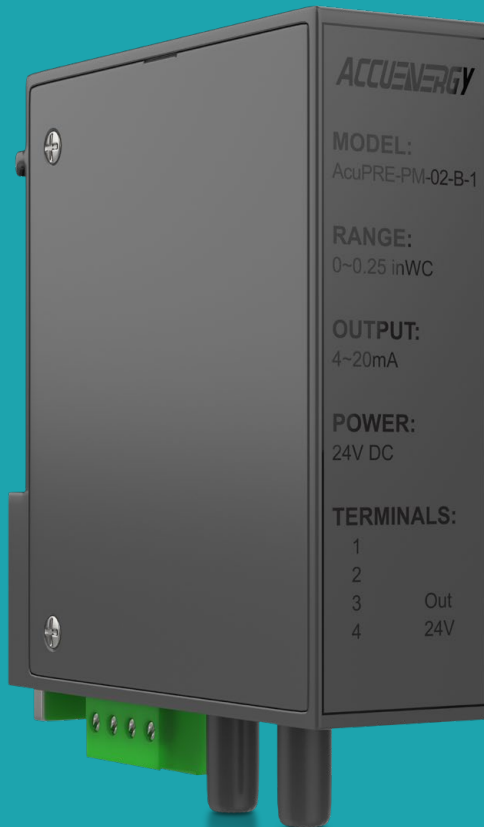 ACCUENERGY
MODEL:
AcuPRE-PM-02-B-1
RANGE:
0~0.25 inWC
OUTPUT:
4~20mA
POWER:
24V DC
TERMINALS:
1
2
3 Out
4 24V